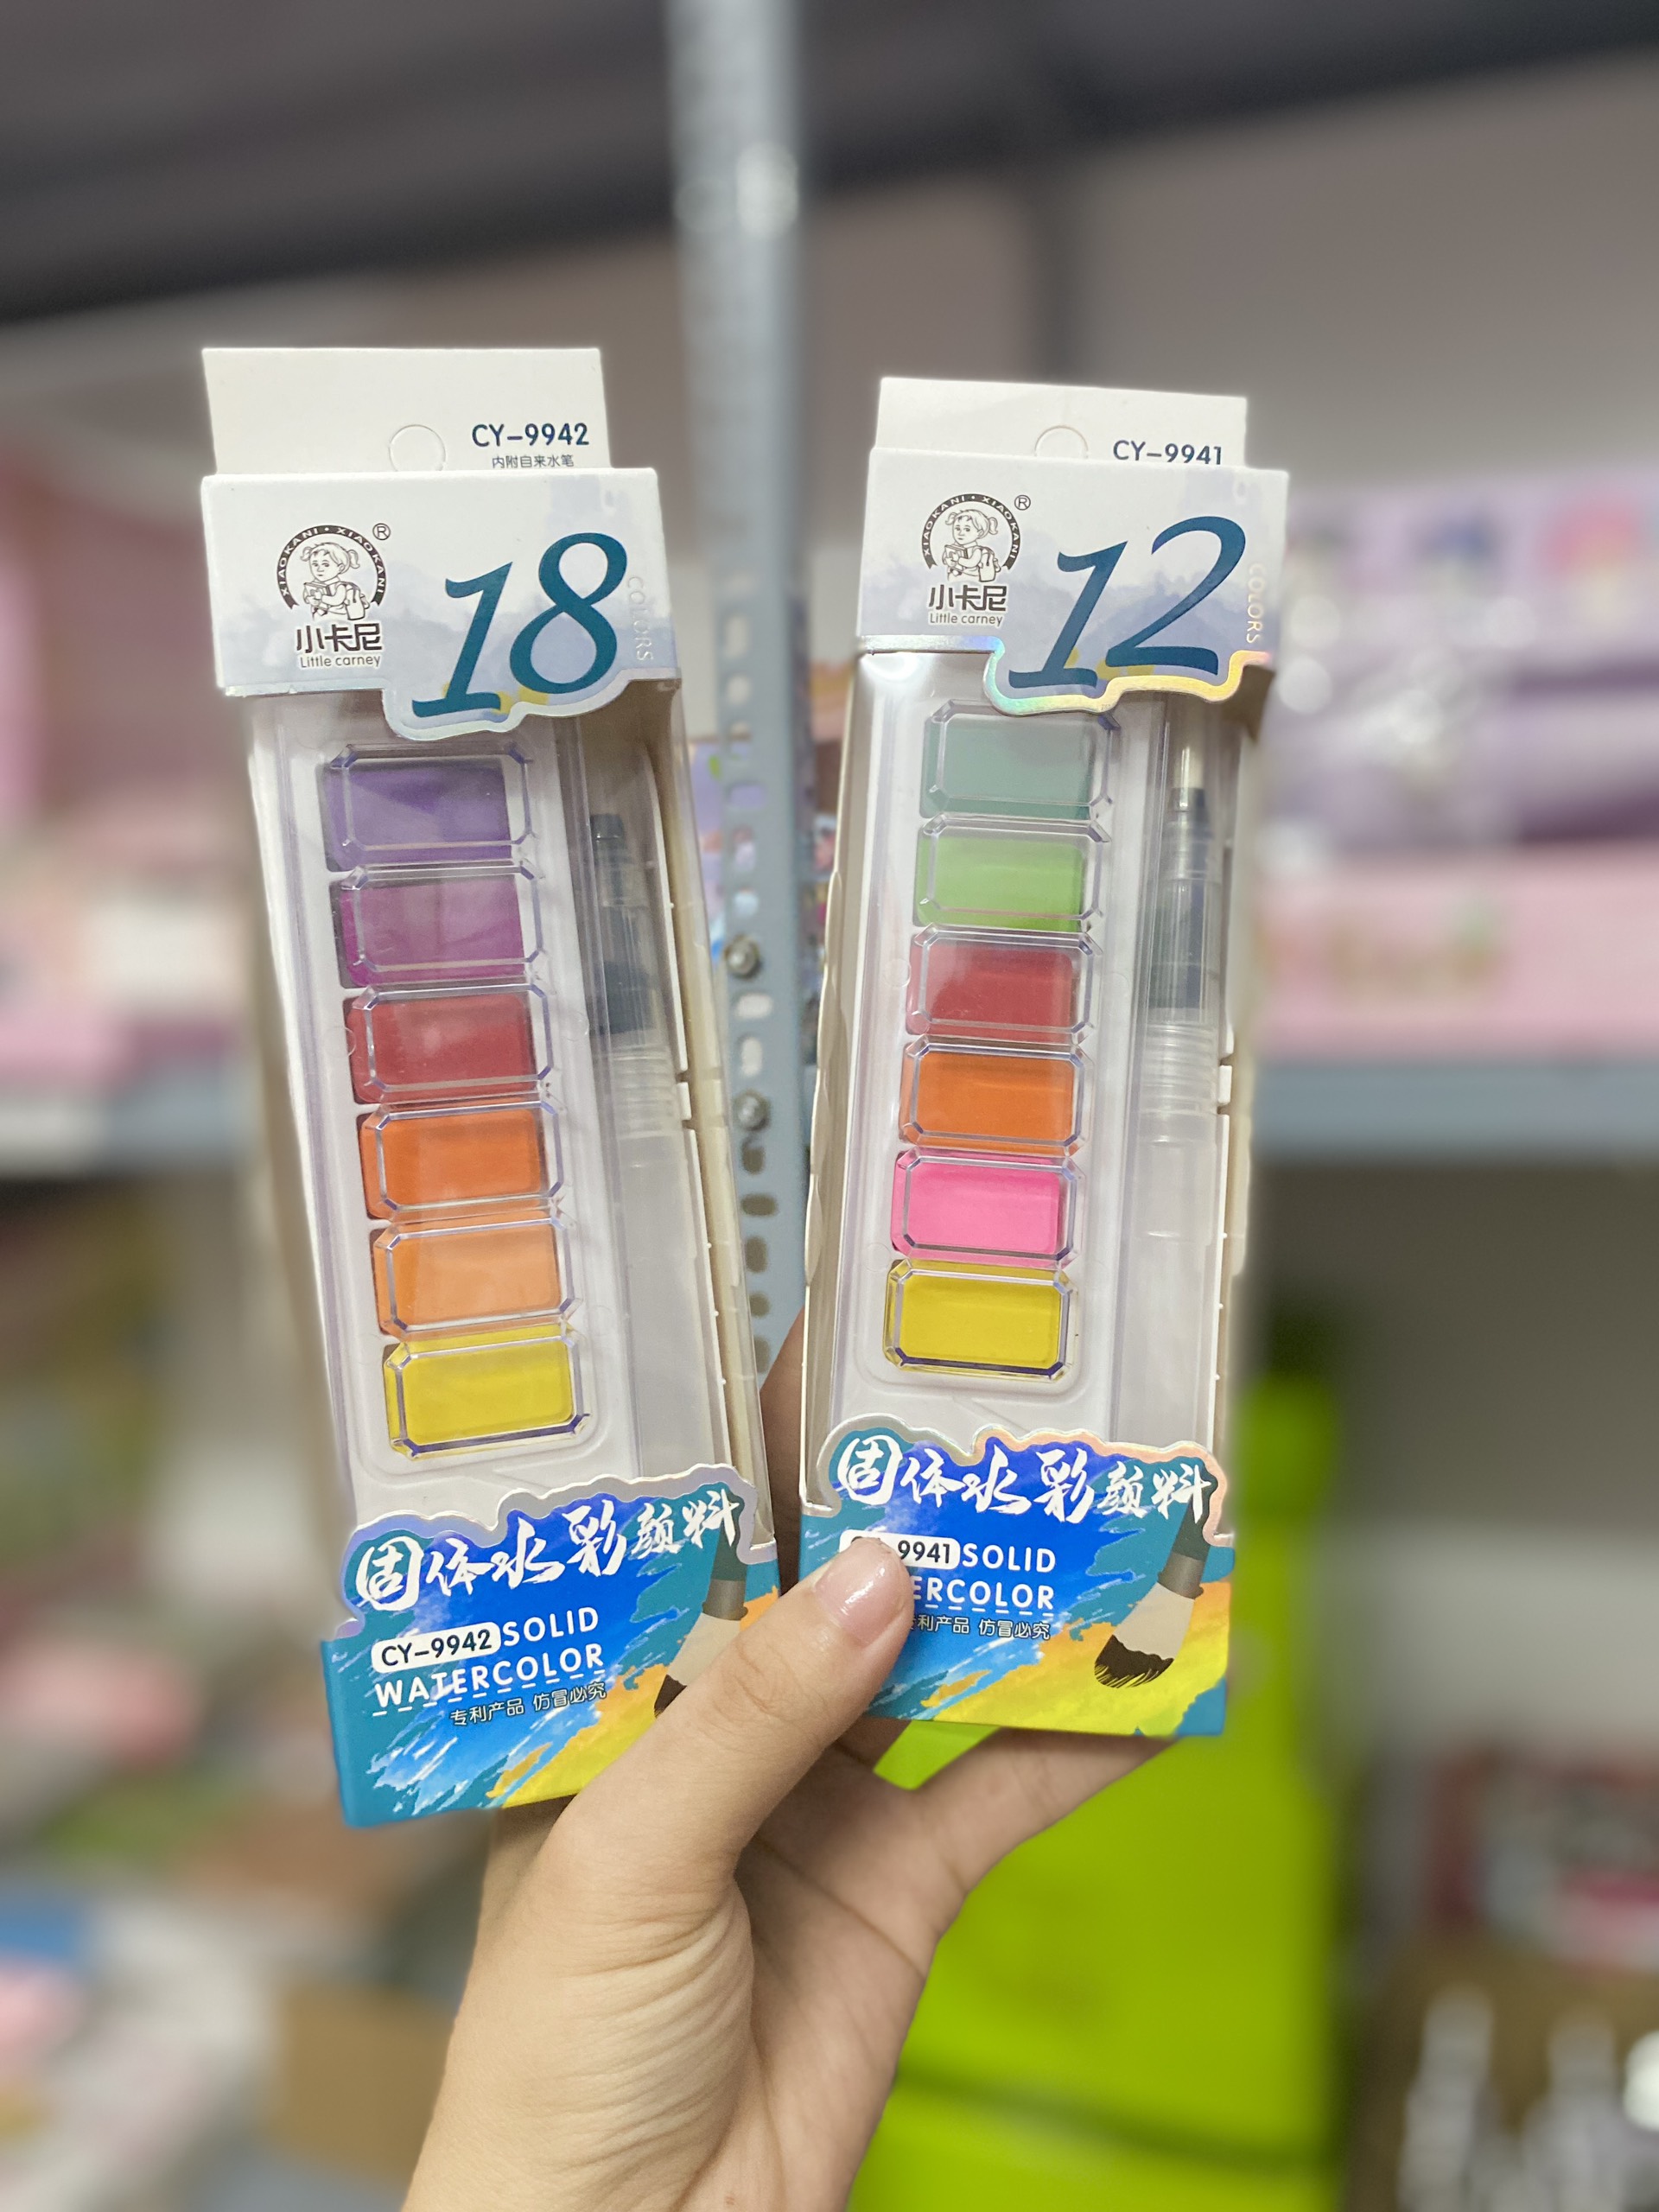 CY-9942
内附自来水笔
XIAOKANI • XIAOKANI
®
小卡尼
Little carney
18
COLORS
固体水彩颜料
CY-9942 SOLID
WATERCOLOR
专利产品 仿冒必究
CY-9941
XIAOKANI • XIAOKANI
®
小卡尼
Little carney
12
COLORS
固体水彩颜料
9941 SOLID
ERCOLOR
利产品 仿冒必究